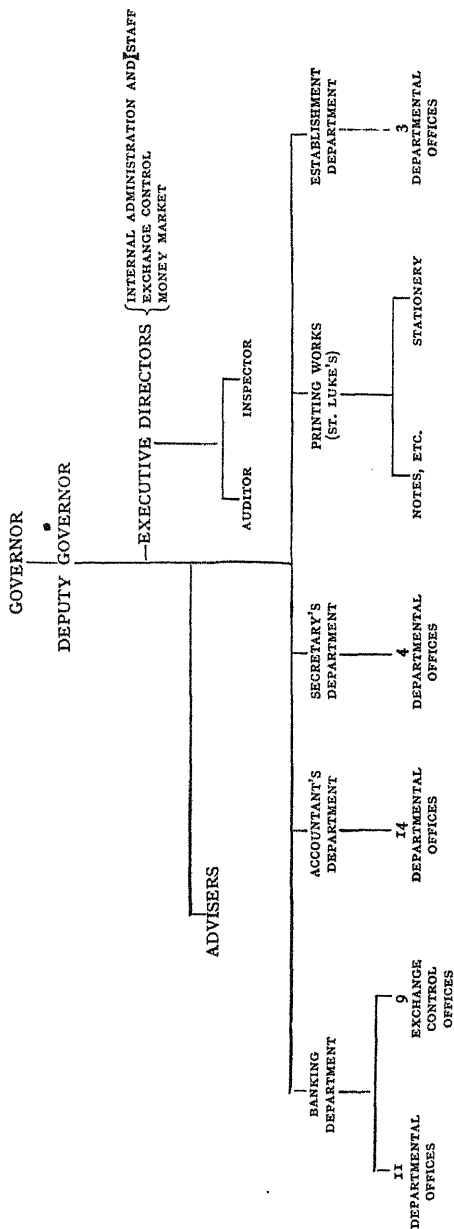 GOVERNOR
DEPUTY GOVERNOR
—EXECUTIVE DIRECTORS
INTERNAL ADMINISTRATION AND STAFF
EXCHANGE CONTROL
MONEY MARKET
AUDITOR
INSPECTOR
ADVISERS
BANKING
DEPARTMENT
ACCOUNTANT'S
DEPARTMENT
SECRETARY'S
DEPARTMENT
PRINTING WORKS
(ST. LUKE'S)
ESTABLISHMENT
DEPARTMENT
11
DEPARTMENTAL
OFFICES
9
EXCHANGE
CONTROL
OFFICES
14
DEPARTMENTAL
OFFICES
4
DEPARTMENTAL
OFFICES
NOTES, ETC.
STATIONERY
3
DEPARTMENTAL
OFFICES